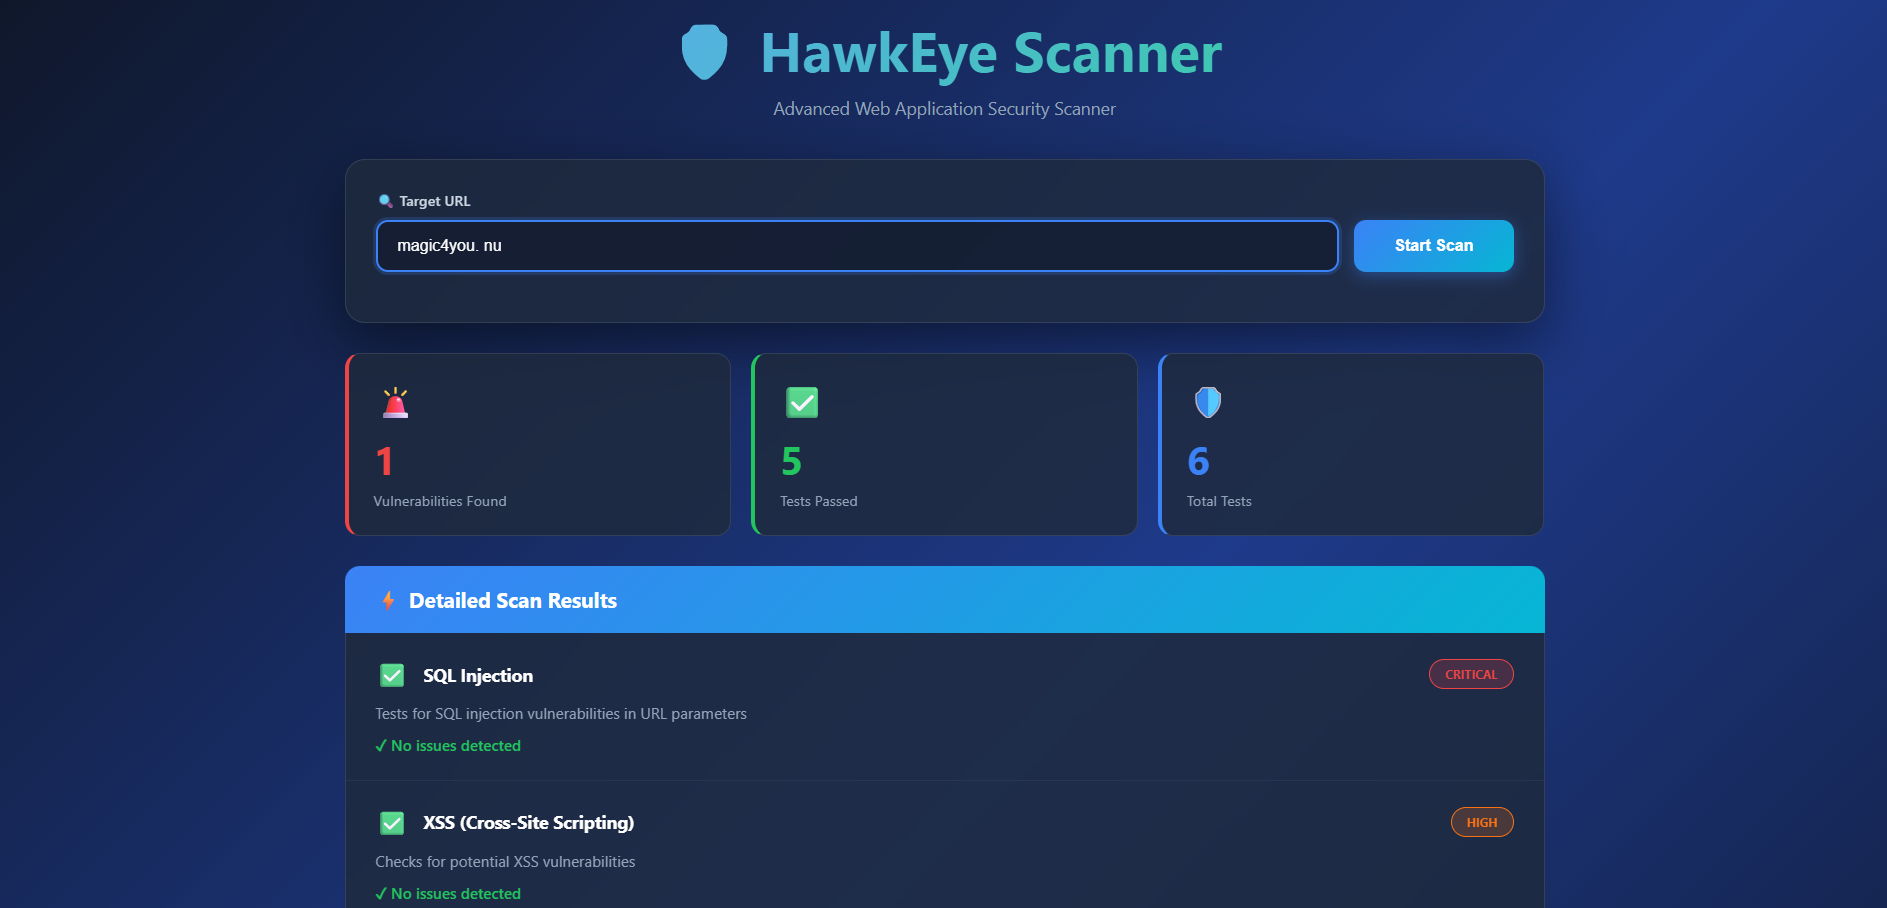 HawkEye Scanner
Advanced Web Application Security Scanner
Target URL
magic4you. nu
Start Scan
1
Vulnerabilities Found
5
Tests Passed
6
Total Tests
Detailed Scan Results
SQL Injection
CRITICAL
Tests for SQL injection vulnerabilities in URL parameters
✓ No issues detected
XSS (Cross-Site Scripting)
HIGH
Checks for potential XSS vulnerabilities
✓ No issues detected